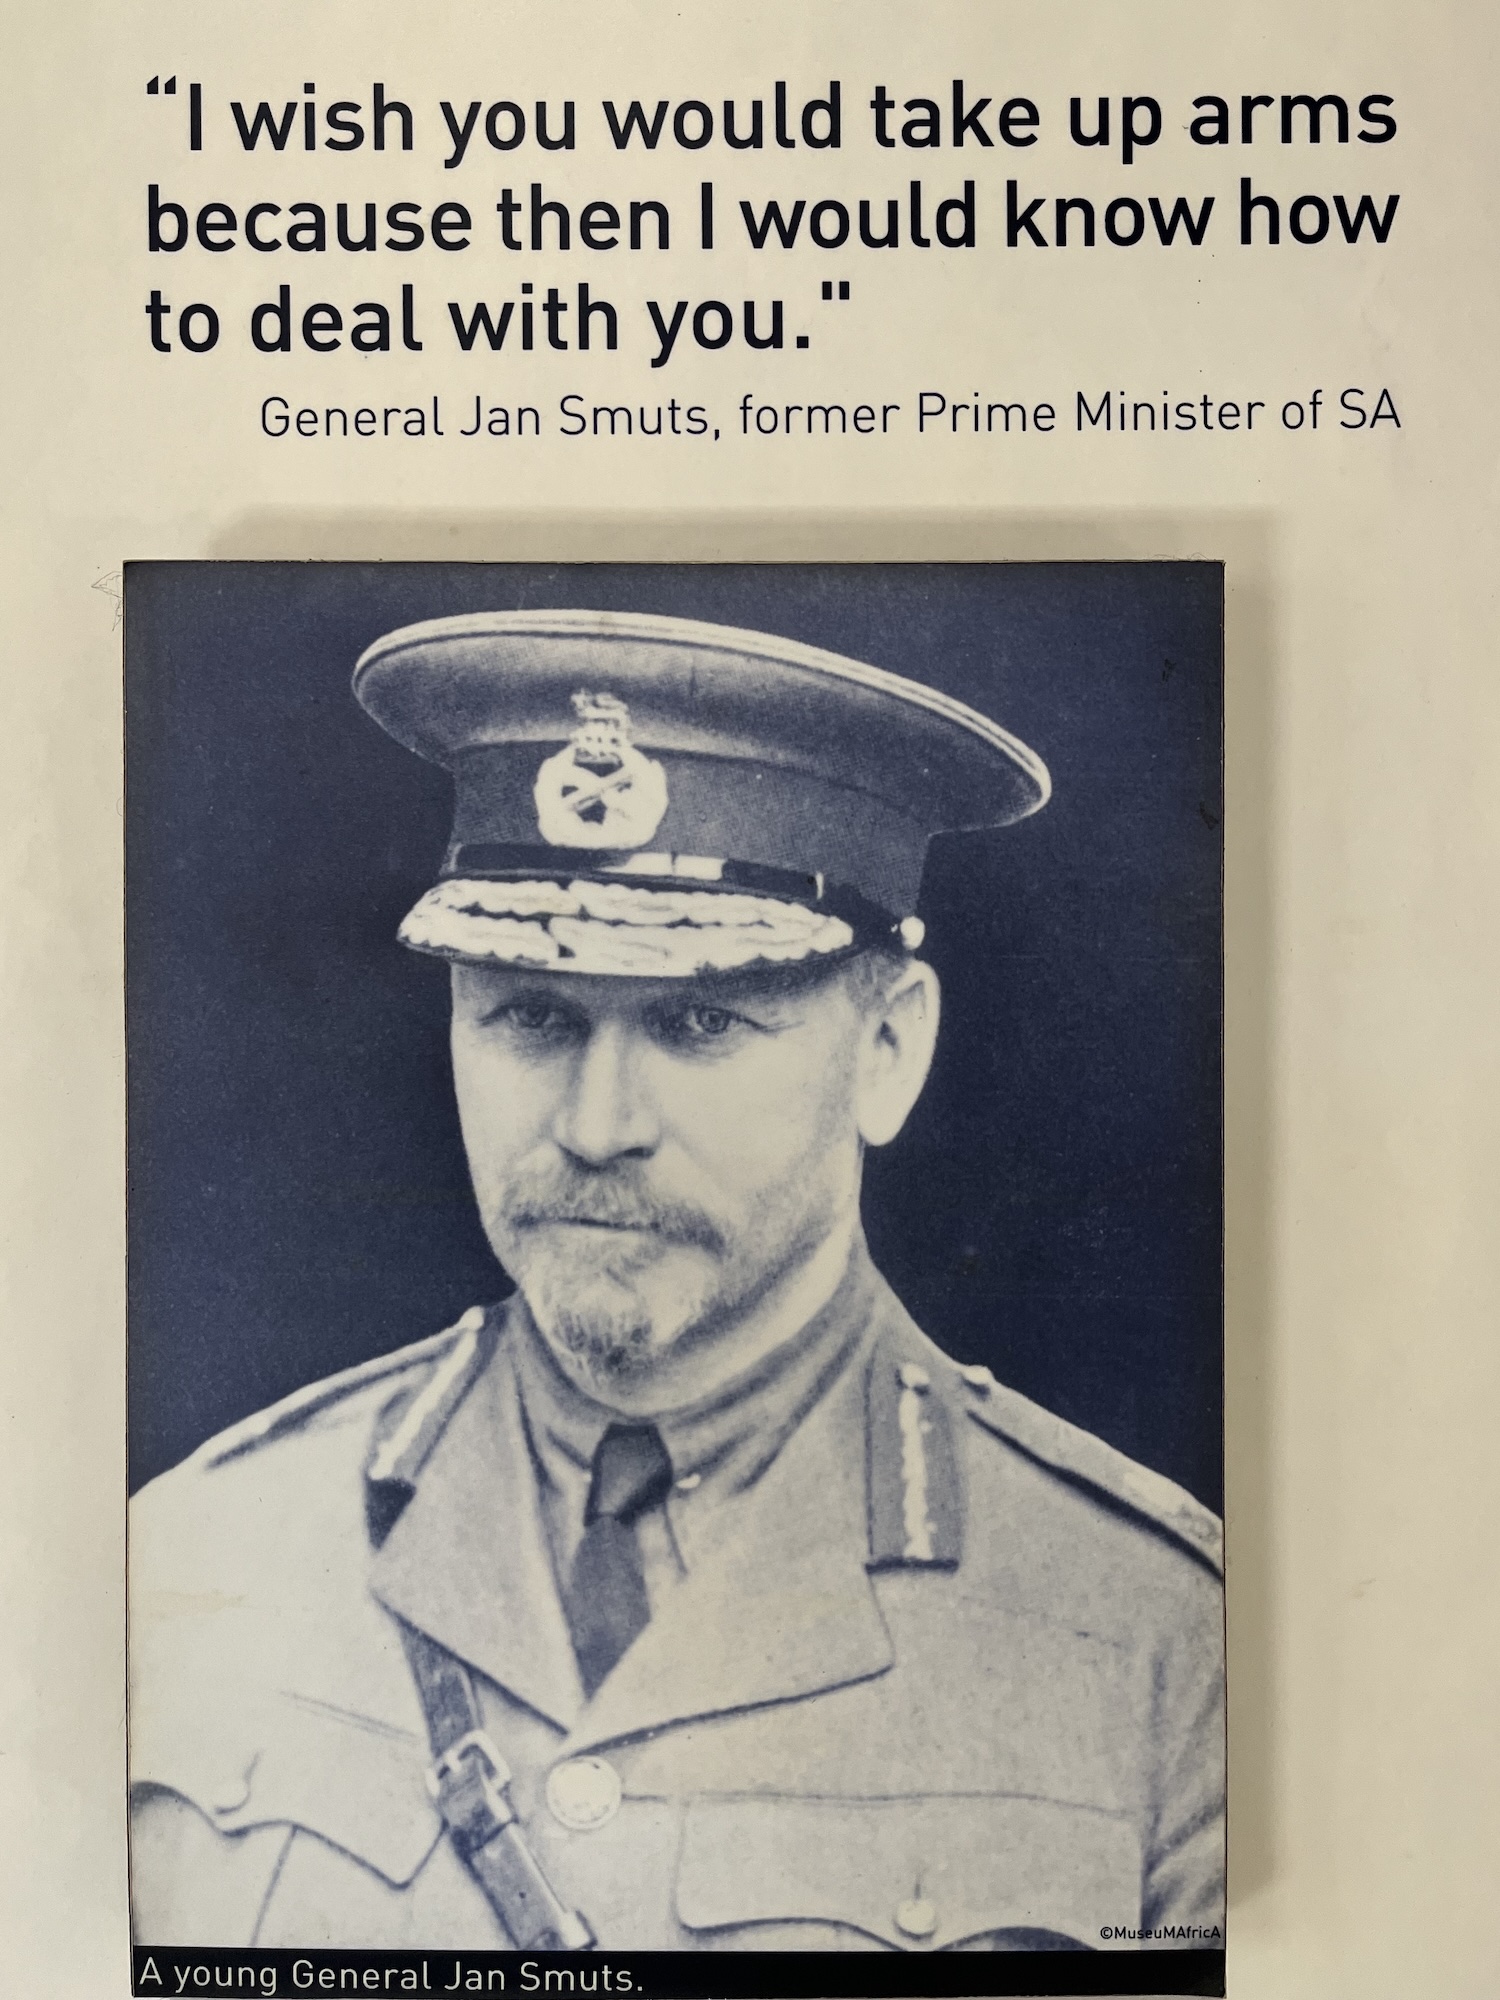 “I wish you would take up arms
because then I would know how
to deal with you."
General Jan Smuts, former Prime Minister of SA
©MuseuMAfricA
A young General Jan Smuts.